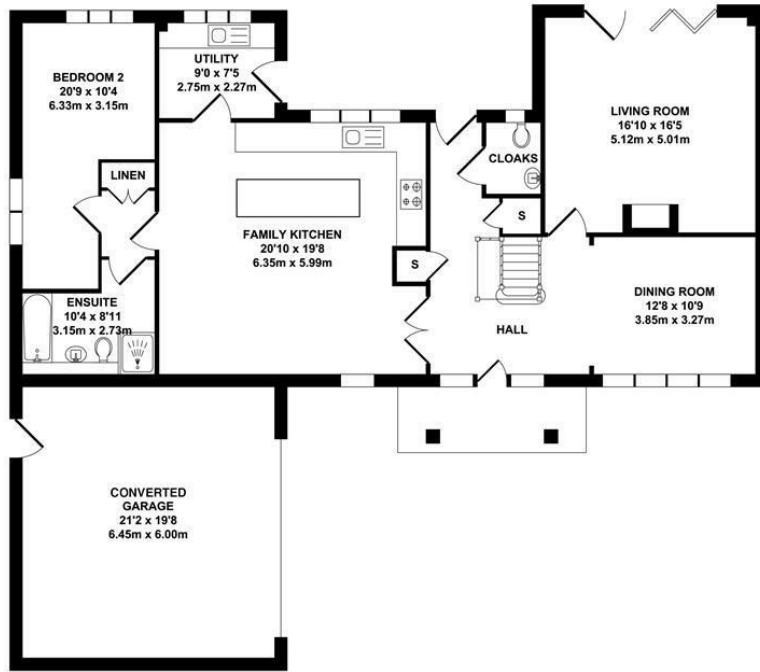 BEDROOM 2
20'9 x 10'4
6.33m x 3.15m
UTILITY
9'0 x 7'5
2.75m x 2.27m
LIVING ROOM
16'10 x 16'5
5.12m x 5.01m
CLOAKS
LINEN
S
FAMILY KITCHEN
20'10 x 19'8
6.35m x 5.99m
S
ENSUITE
10'4 x 8'11
3.15m x 2.73m
DINING ROOM
12'8 x 10'9
3.85m x 3.27m
HALL
CONVERTED
GARAGE
21'2 x 19'8
6.45m x 6.00m